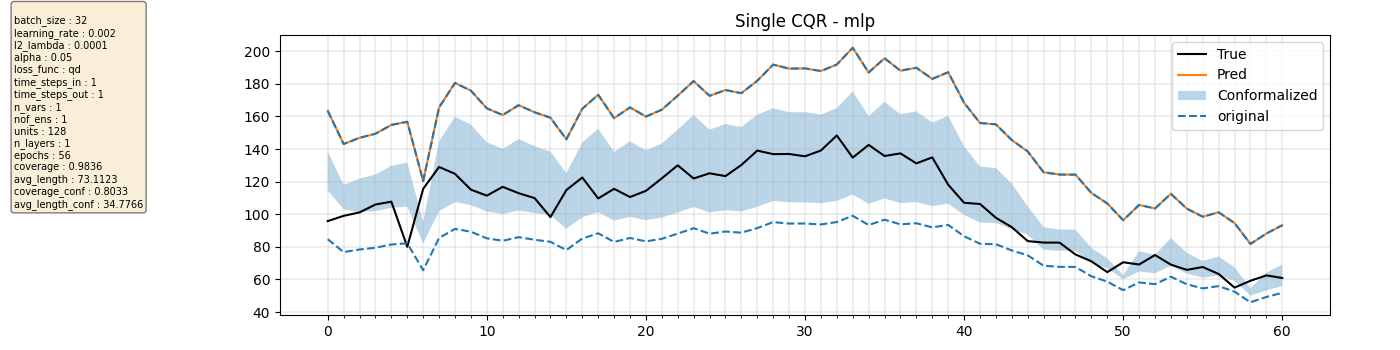 batch_size : 32
learning_rate : 0.002
l2_lambda : 0.0001
alpha : 0.05
loss_func : qd
time_steps_in : 1
time_steps_out : 1
n_vars : 1
nof_ens : 1
units : 128
n_layers : 1
epochs : 56
coverage : 0.9836
avg_length : 73.1123
coverage_conf : 0.8033
avg_length_conf : 34.7766
Single CQR - mlp
200
180
160
140
120
100
80
60
40
0 10 20 30 40 50 60
True
Pred
Conformalized
original